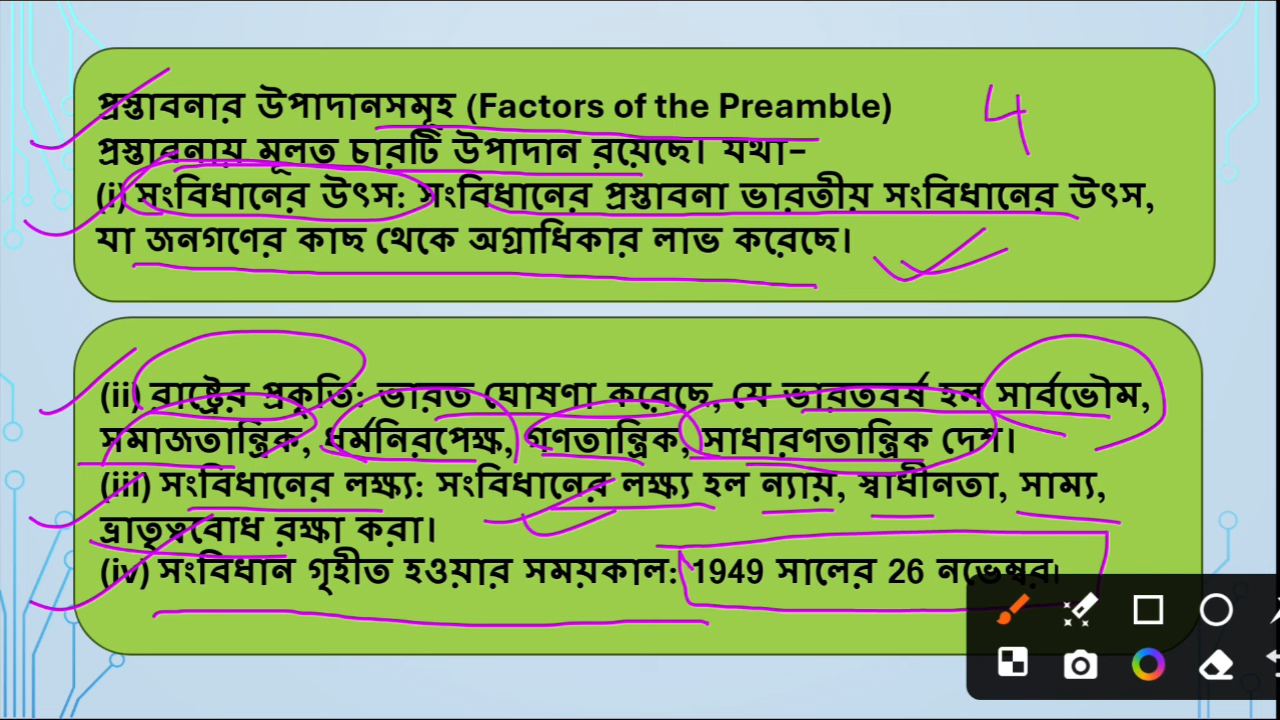 প্রস্তাবনার উপাদানসমূহ (Factors of the Preamble)
4
প্রস্তাবনায় মূলত চারটি উপাদান রয়েছে। যথা–
(i) সংবিধানের উৎস: সংবিধানের প্রস্তাবনা ভারতীয় সংবিধানের উৎস,
যা জনগণের কাছ থেকে অগ্রাধিকার লাভ করেছে।
(ii) রাষ্ট্রের প্রকৃতি: ভারত ঘোষণা করেছে, যে ভারতবর্ষ হল সার্বভৌম,
সমাজতান্ত্রিক, ধর্মনিরপেক্ষ, গণতান্ত্রিক, সাধারণতান্ত্রিক দেশ।
(iii) সংবিধানের লক্ষ্য: সংবিধানের লক্ষ্য হল ন্যায়, স্বাধীনতা, সাম্য,
ভ্রাতৃত্ববোধ রক্ষা করা।
(iv) সংবিধান গৃহীত হওয়ার সময়কাল: 1949 সালের 26 নভেম্বর।